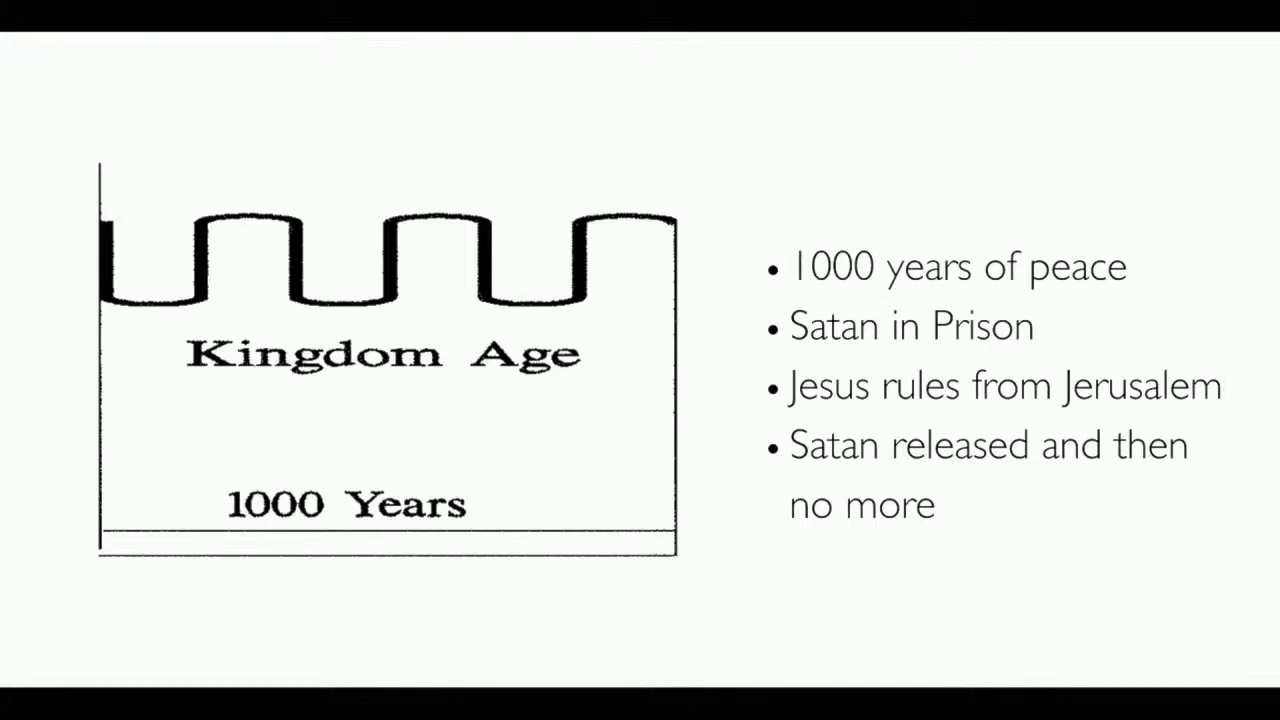 Kingdom Age
1000 Years
• 1000 years of peace
• Satan in Prison
• Jesus rules from Jerusalem
• Satan released and then
no more